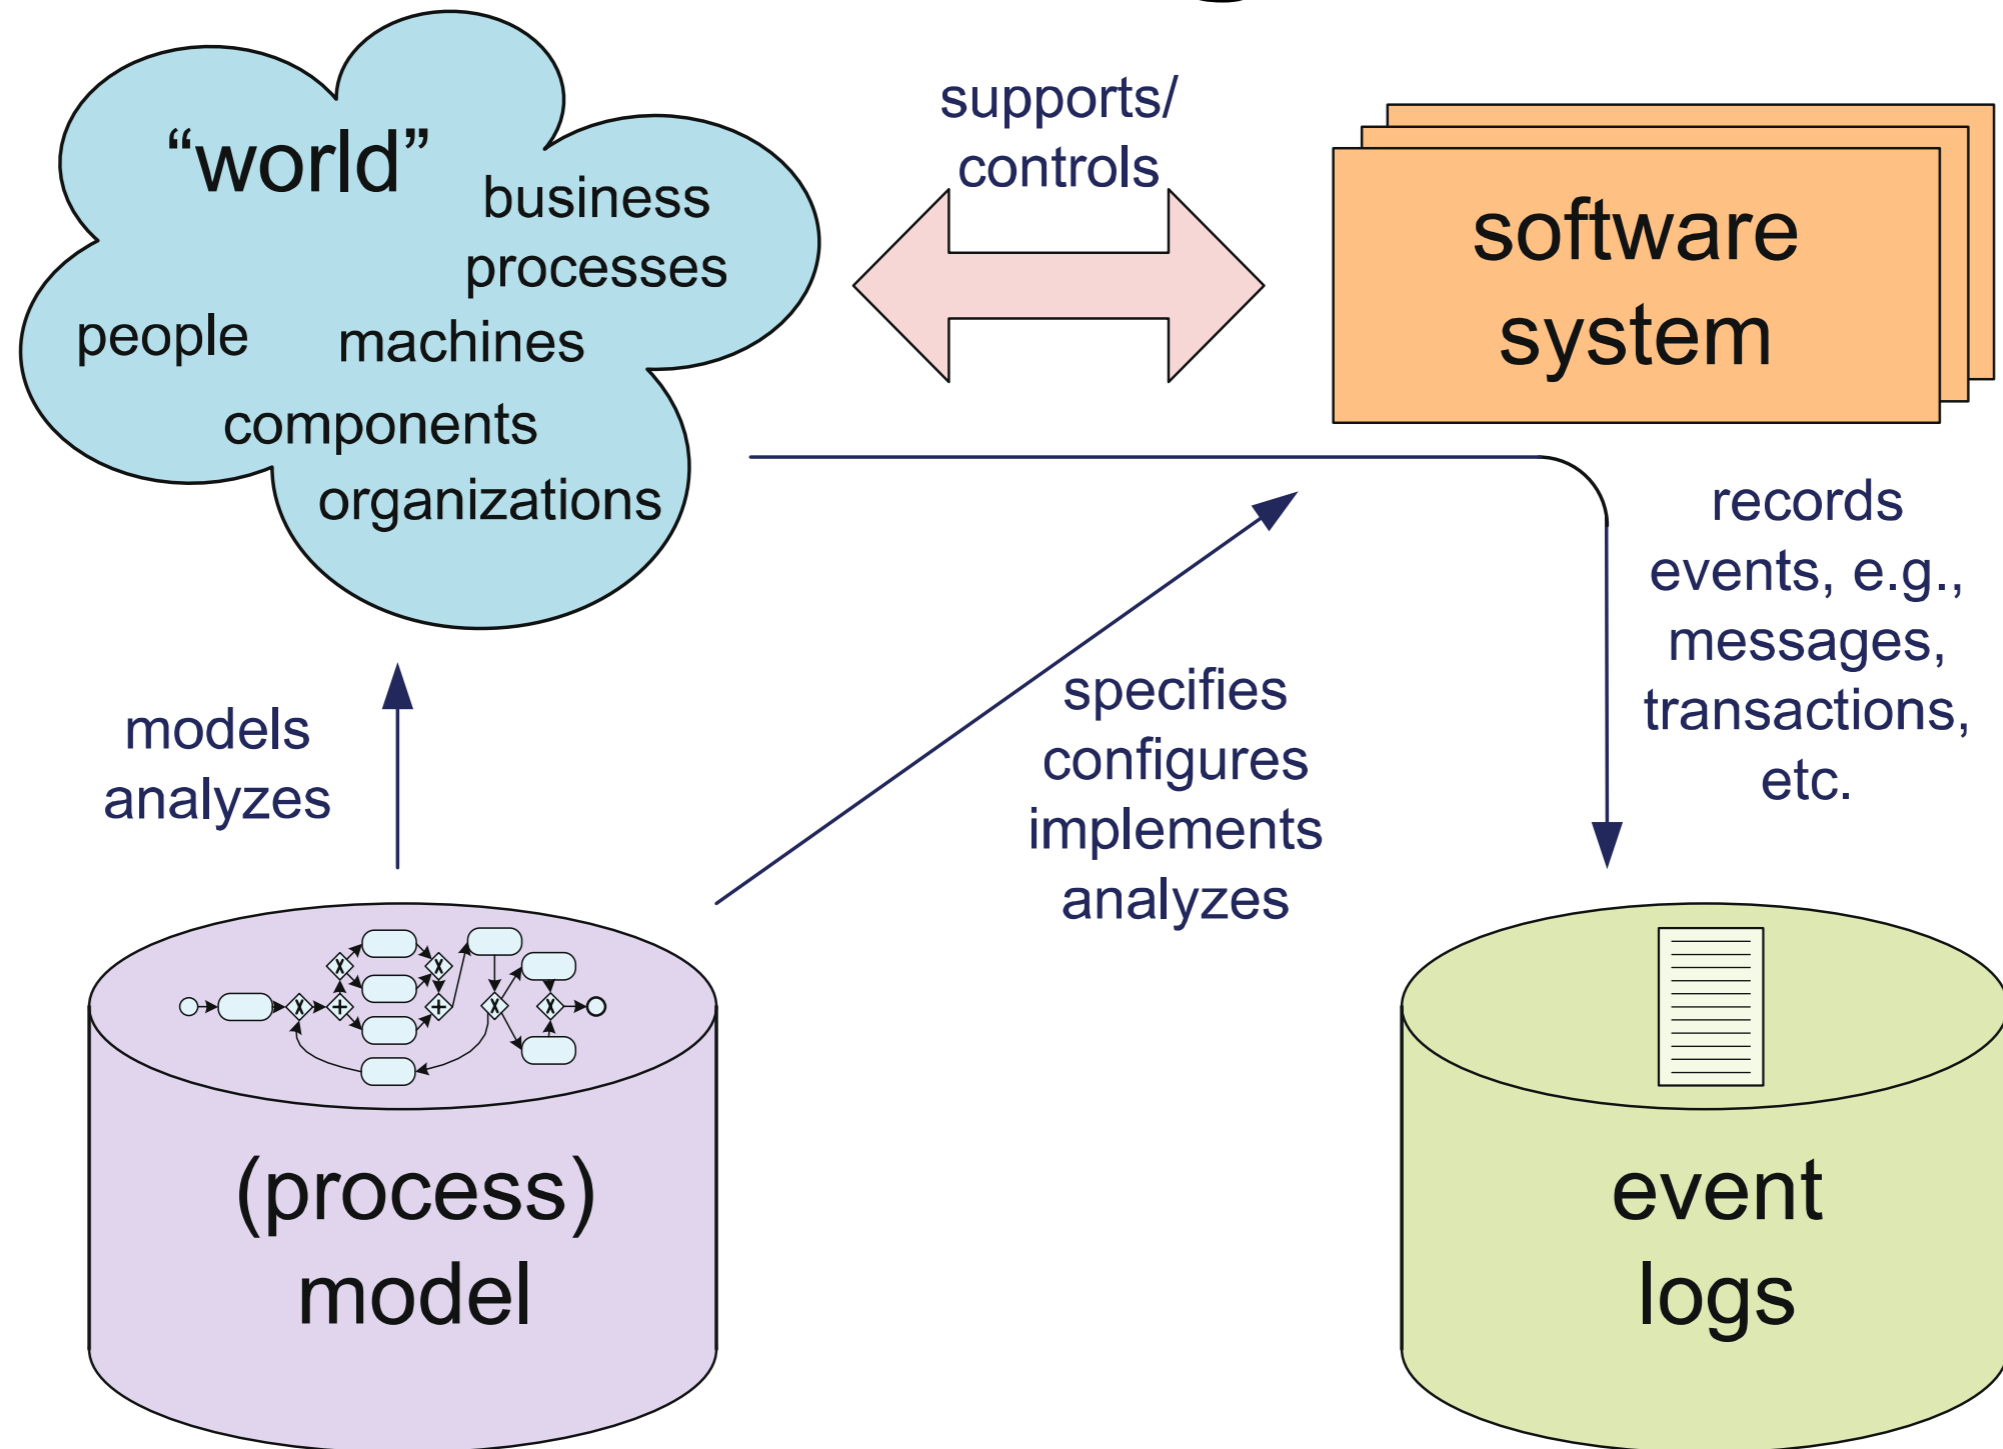 “world”
business
processes
people
machines
components
organizations
supports/
controls
software
system
records
events, e.g.,
messages,
transactions,
etc.
models
analyzes
specifies
configures
implements
analyzes
(process)
model
event
logs